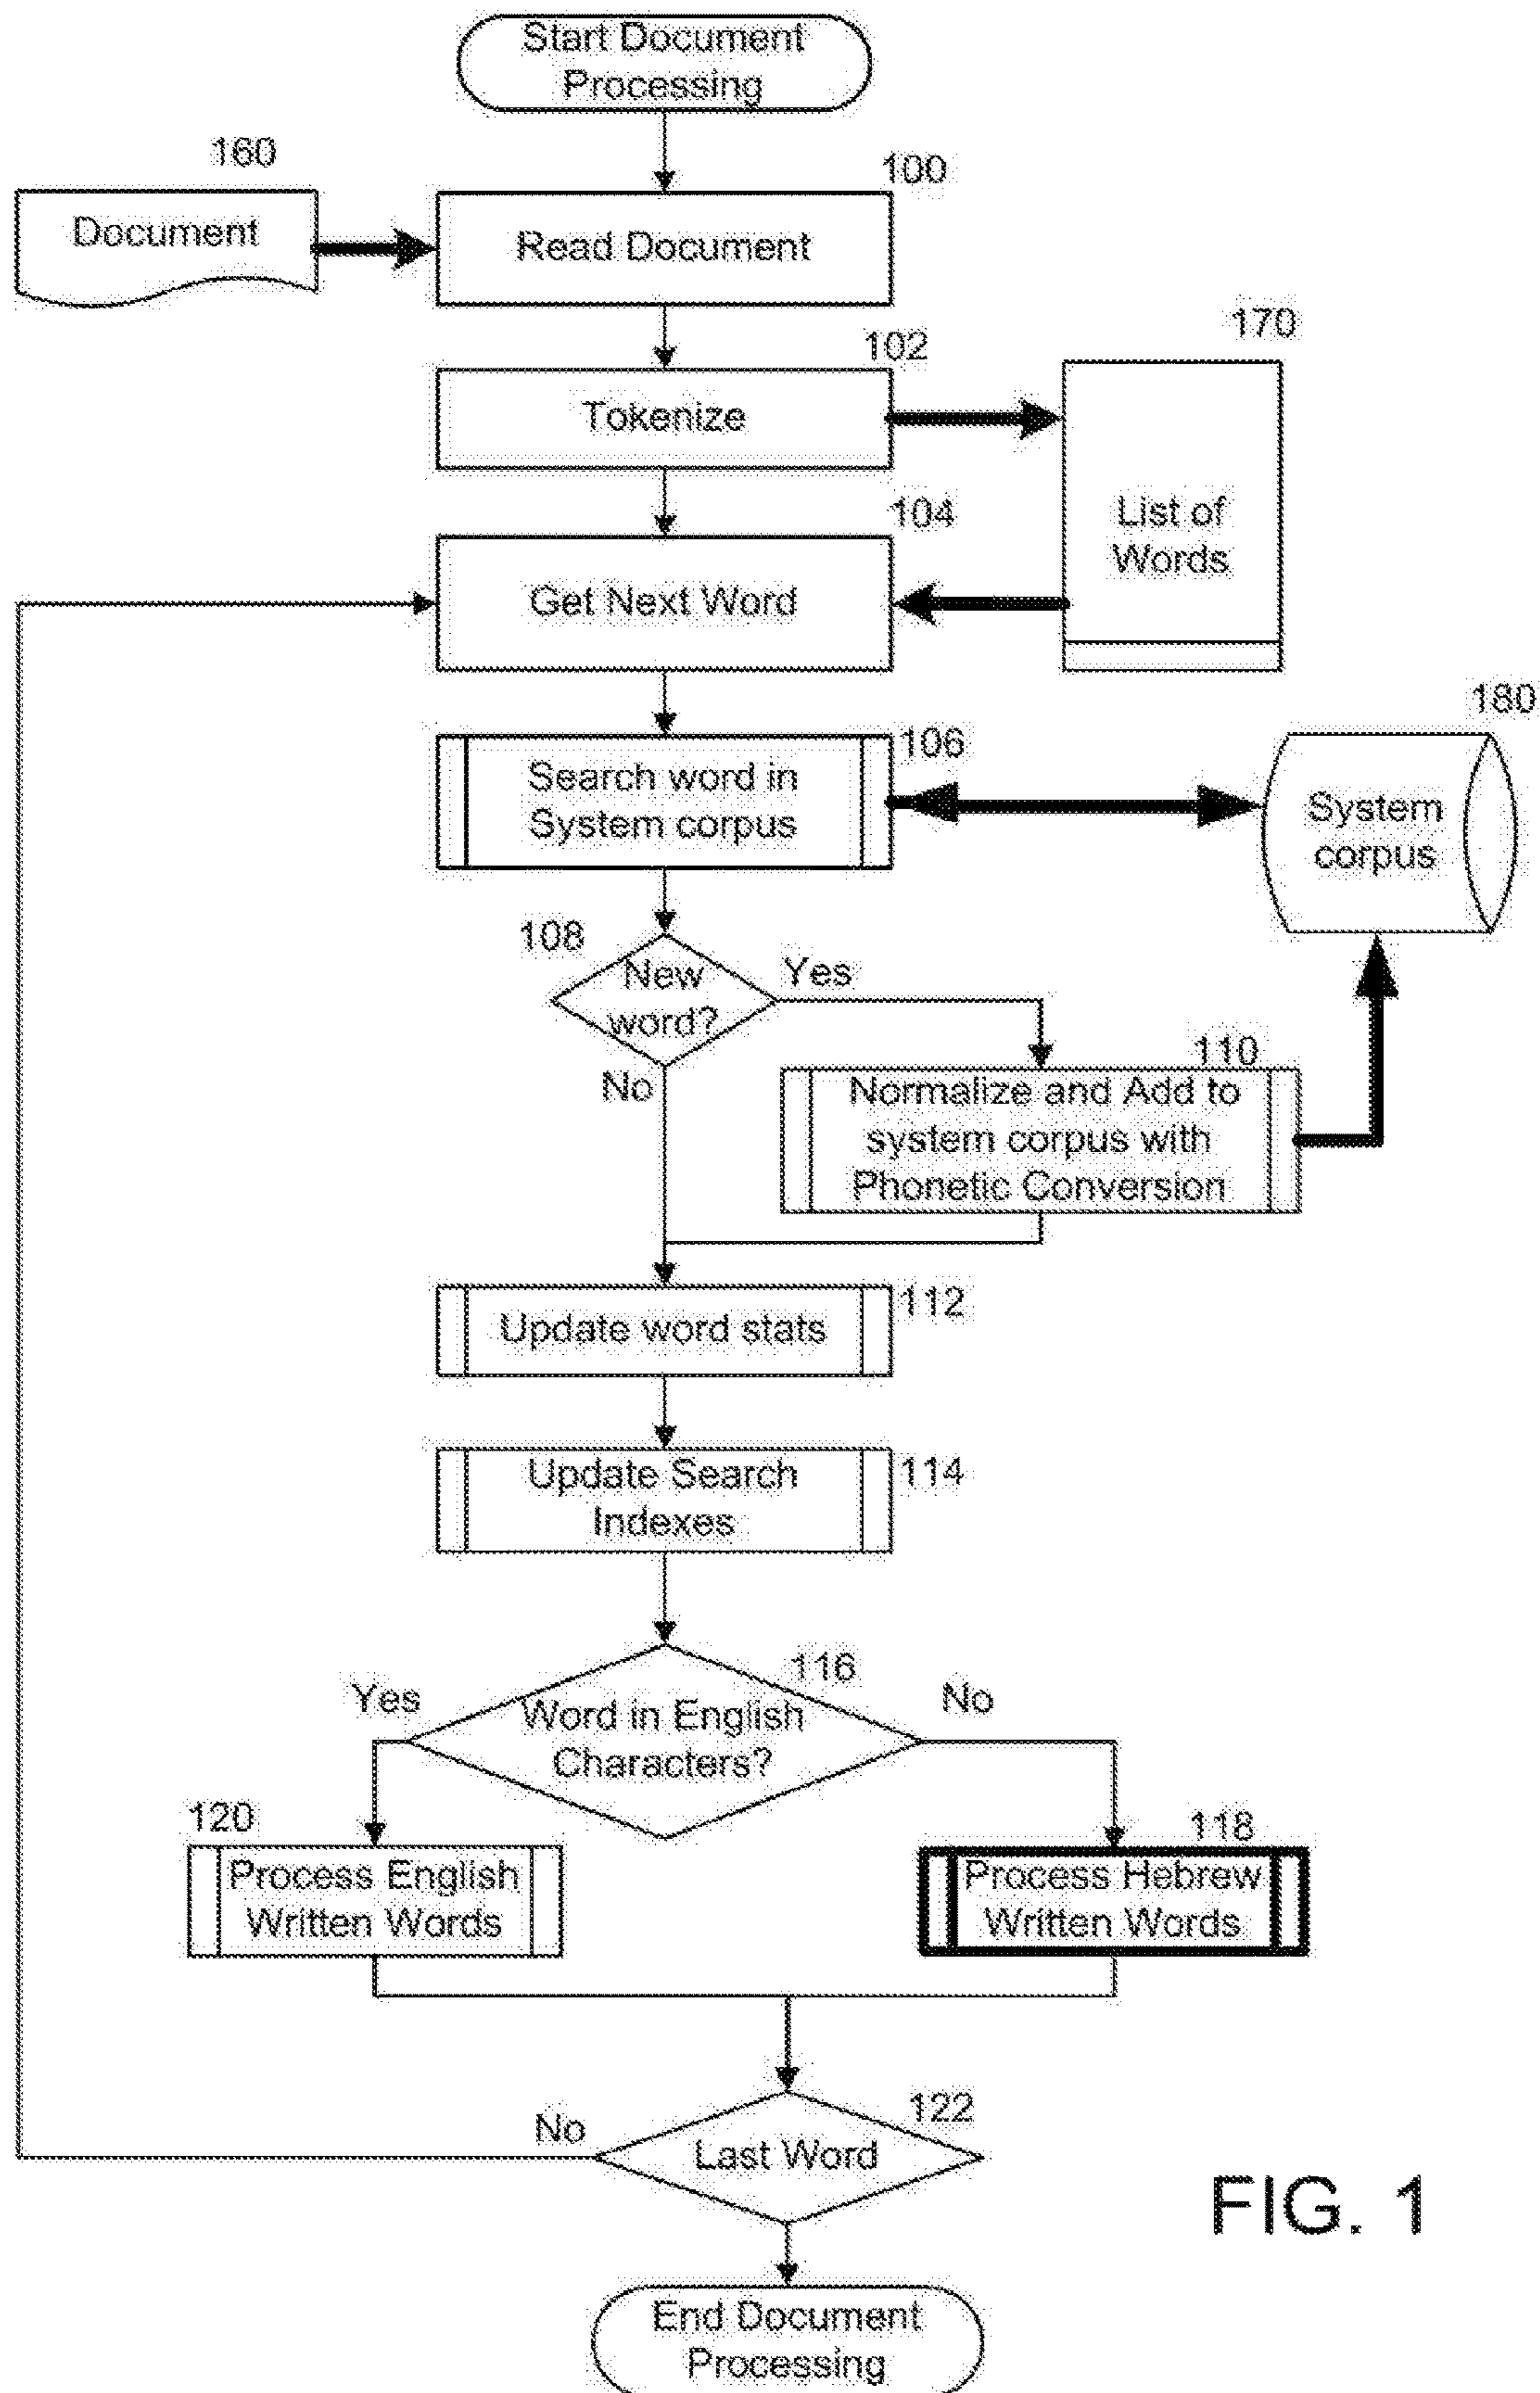 Start Document
Processing
160
100
Document
Read Document
170
102
Tokenize
List of
Words
104
Get Next Word
180
106
Search word in
System corpus
System
corpus
108
New
word?
Yes
No
110
Normalize and Add to
system corpus with
Phonetic Conversion
Update word stats
112
Update Search
Indexes
114
116
Yes
Word in English
Characters?
No
120
118
Process English
Written Words
Process Hebrew
Written Words
122
No
Last Word
FIG. 1
End Document
Processing